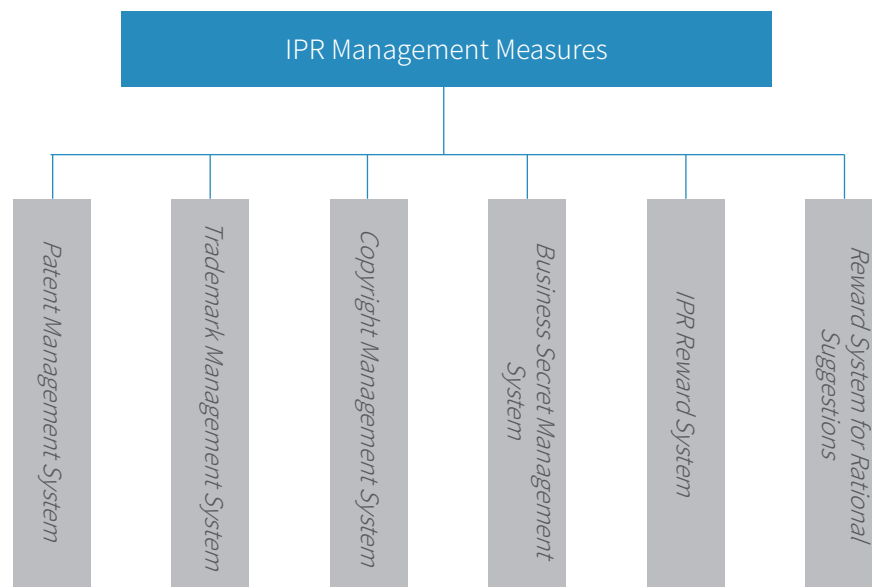 IPR Management Measures
Patent Management System
Trademark Management System
Copyright Management System
Business Secret Management
System
IPR Reward System
Reward System for Rational
Suggestions